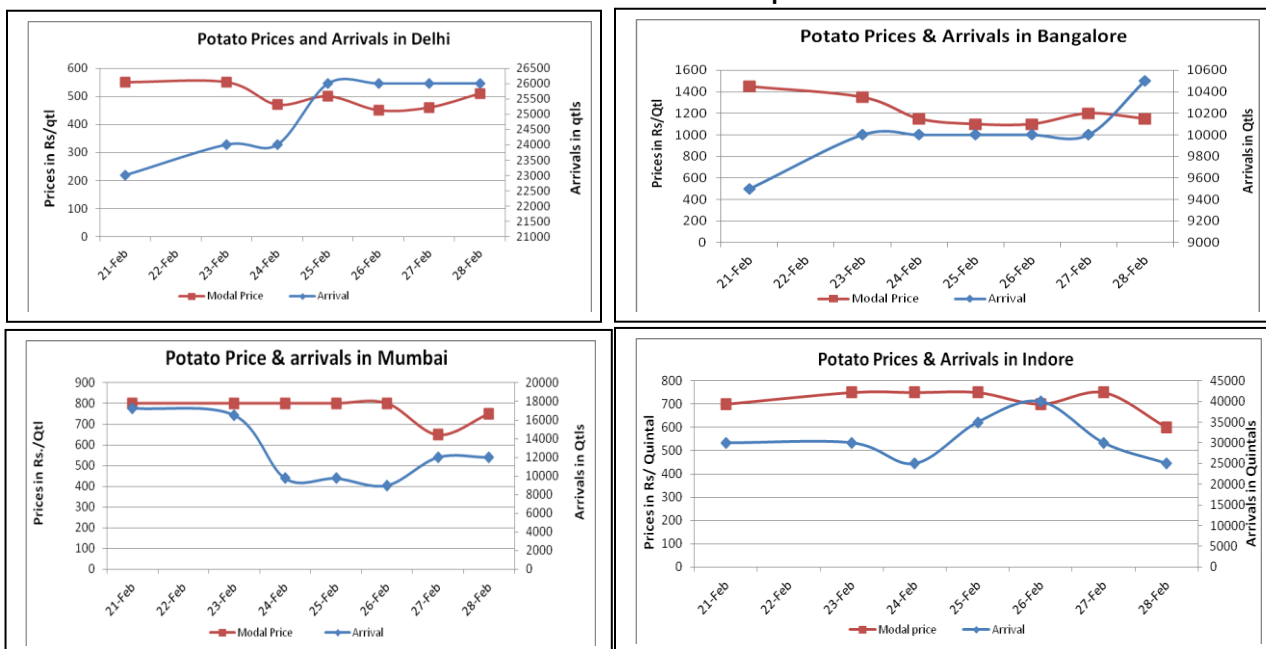 Potato Prices and Arrivals in Delhi
Prices in Rs/qtl
600
500
400
300
200
100
0
26500
26000
25500
25000
24500
24000
23500
23000
22500
22000
21500
21000
Arrivals in qtls
21-Feb
22-Feb
23-Feb
24-Feb
25-Feb
26-Feb
27-Feb
28-Feb
Modal Price
Arrival
Potato Prices & Arrivals in Bangalore
Prices in Rs/Qtl
1600
1400
1200
1000
800
600
400
200
0
10600
10400
10200
10000
9800
9600
9400
9200
9000
Arrivals in Qtls
21-Feb
22-Feb
23-Feb
24-Feb
25-Feb
26-Feb
27-Feb
28-Feb
Modal Price
Arrival
Potato Price & arrivals in Mumbai
Prices in Rs,/Qtl
900
800
700
600
500
400
300
200
100
0
20000
18000
16000
14000
12000
10000
8000
6000
4000
2000
0
Arrivals in Qtls
21-Feb
22-Feb
23-Feb
24-Feb
25-Feb
26-Feb
27-Feb
28-Feb
Modal Price
Arrival
Potato Prices & Arrivals in Indore
Prices in Rs/ Quintal
800
700
600
500
400
300
200
100
0
45000
40000
35000
30000
25000
20000
15000
10000
5000
0
Arrivals in Quintals
21-Feb
22-Feb
23-Feb
24-Feb
25-Feb
26-Feb
27-Feb
28-Feb
Modal price
Arrival